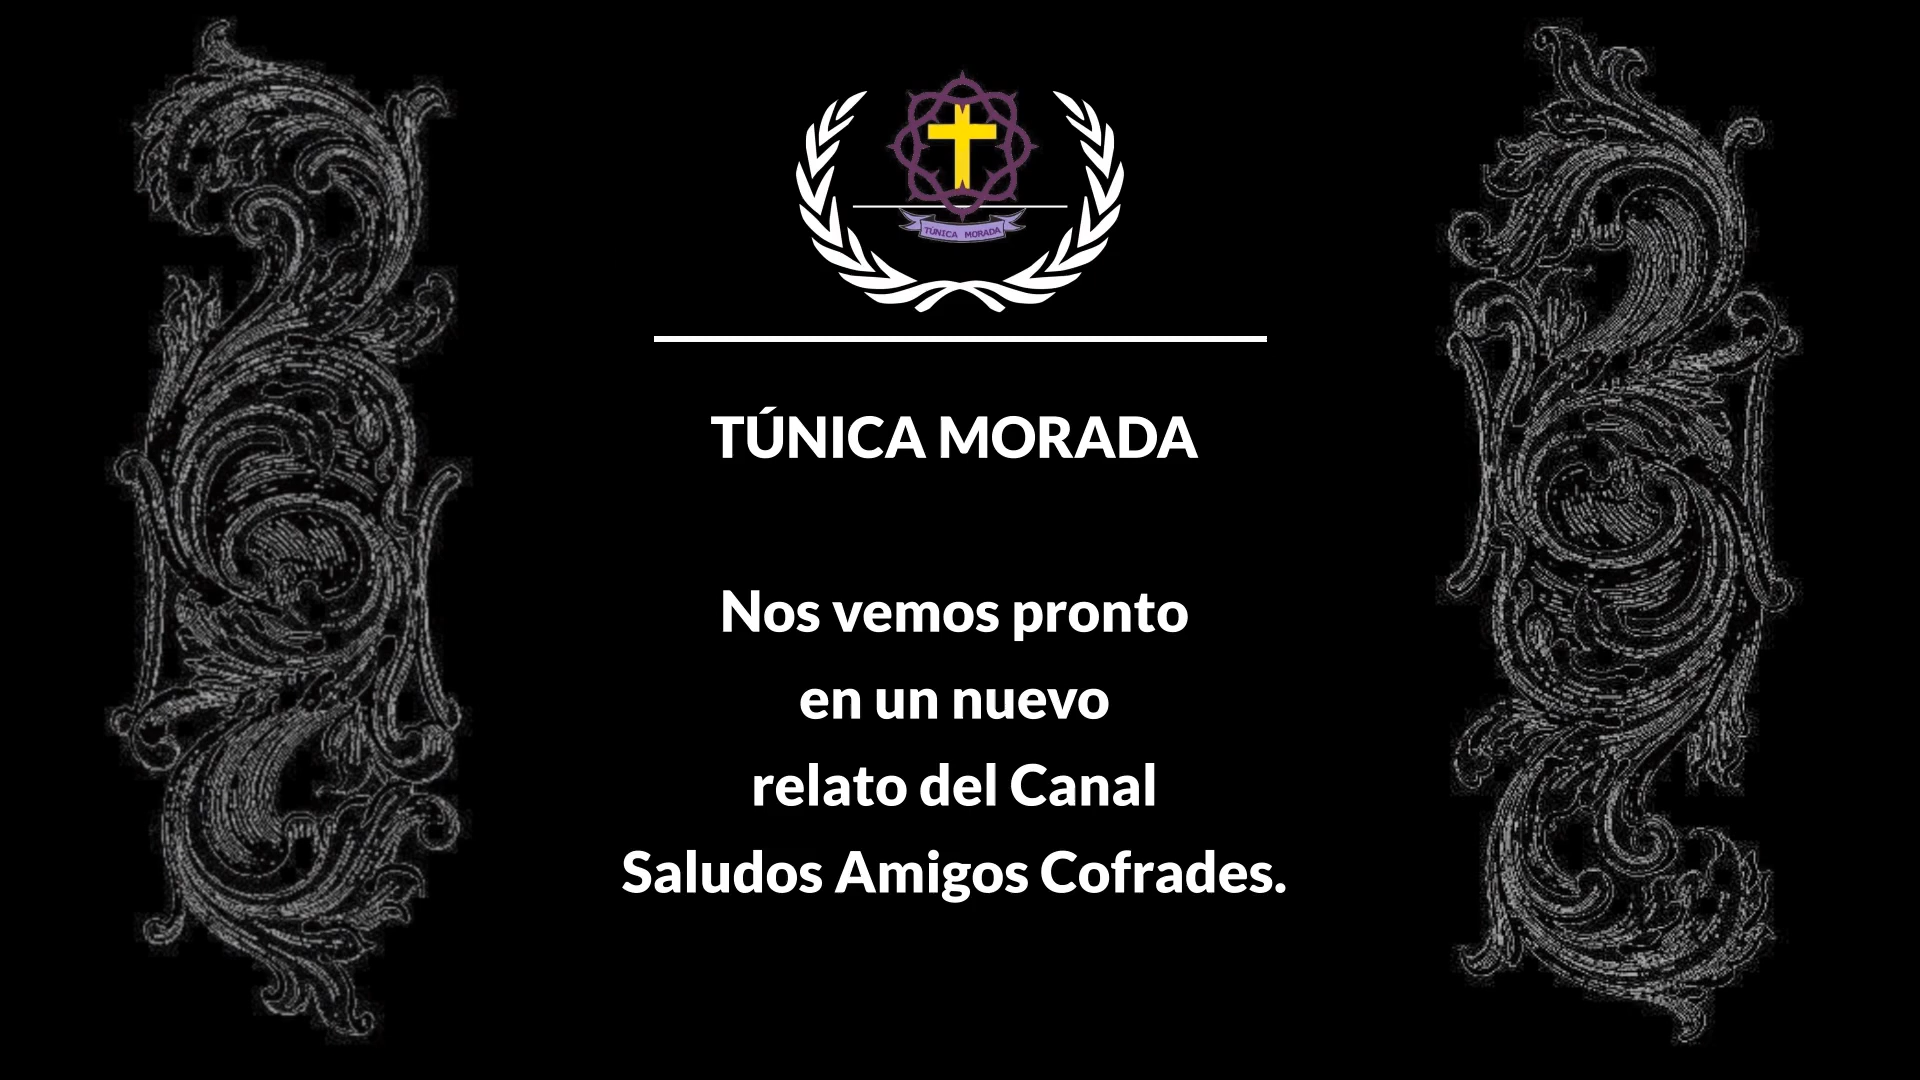 TÚNICA MORADA
TÚNICA MORADA
Nos vemos pronto
en un nuevo
relato del Canal
Saludos Amigos Cofrades.